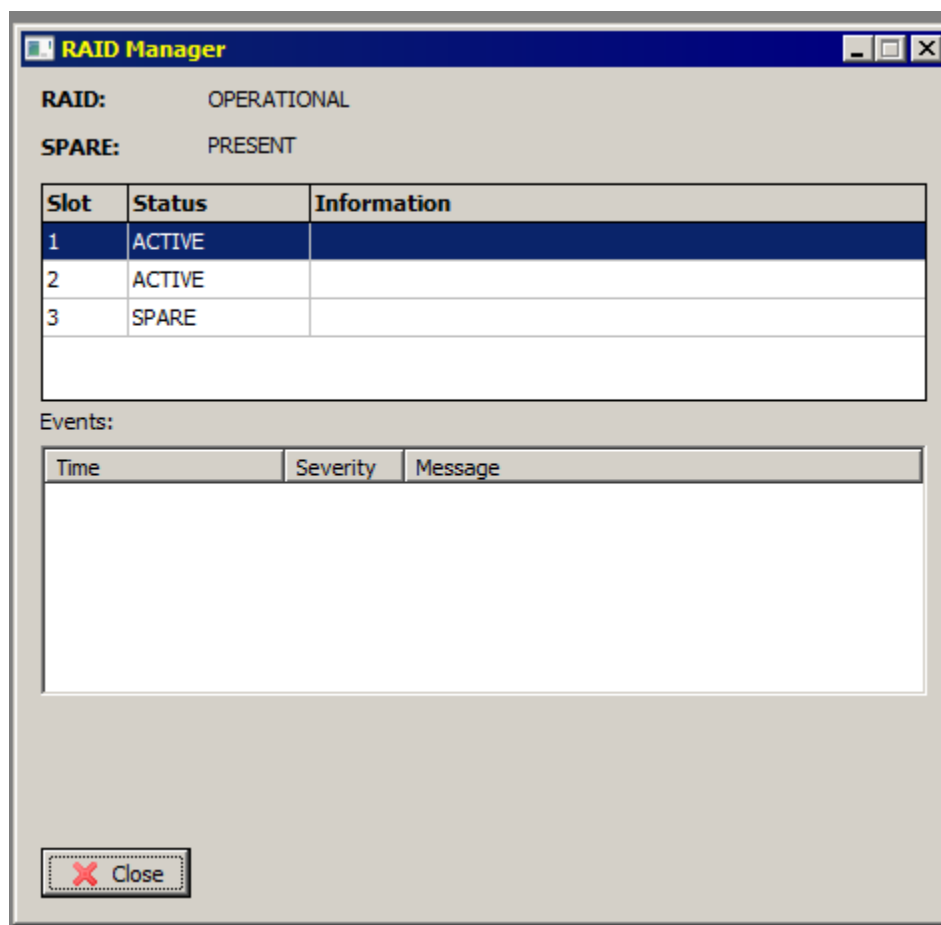 RAID Manager
RAID: OPERATIONAL
SPARE: PRESENT
Slot Status Information
1 ACTIVE
2 ACTIVE
3 SPARE
Events:
Time Severity Message
Close